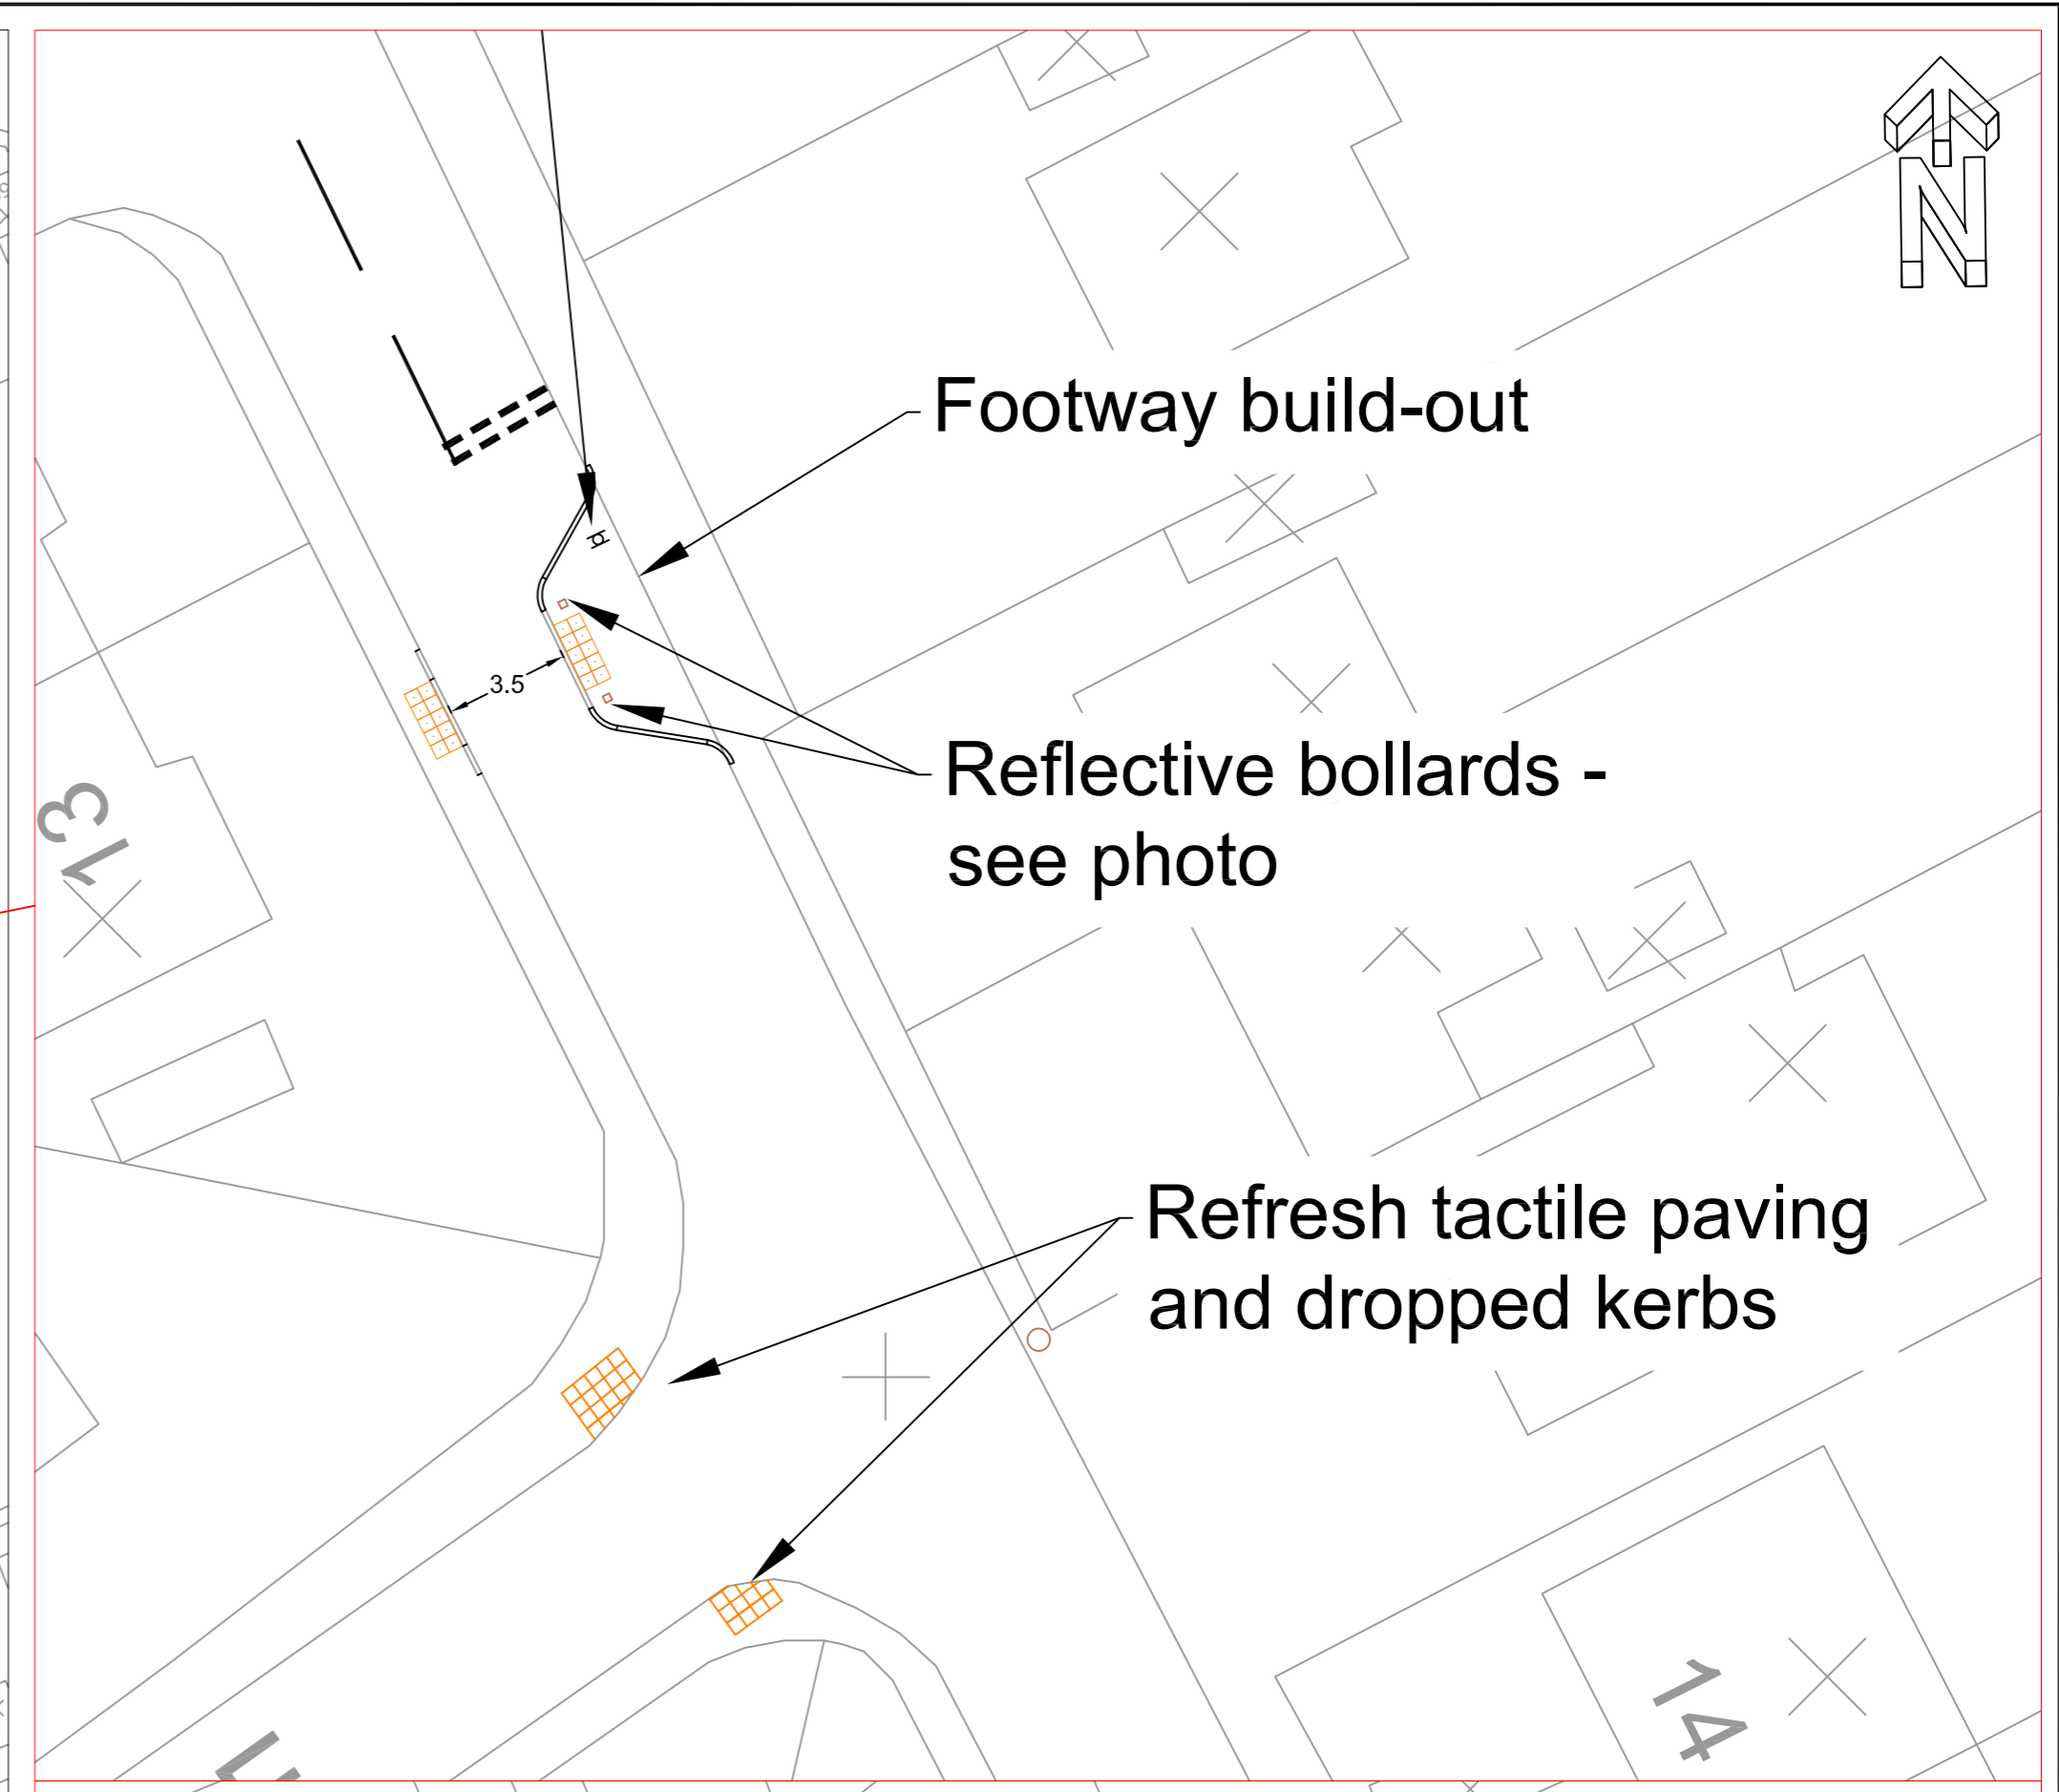 N
Footway build-out
3.5
Reflective bollards -
see photo
13
Refresh tactile paving
and dropped kerbs
14